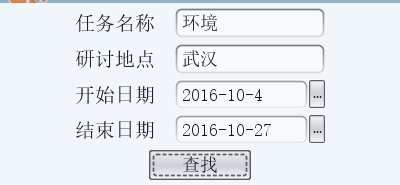 任务名称 环境
研讨地点 武汉
开始日期 2016-10-4 ...
结束日期 2016-10-27 ...
查找